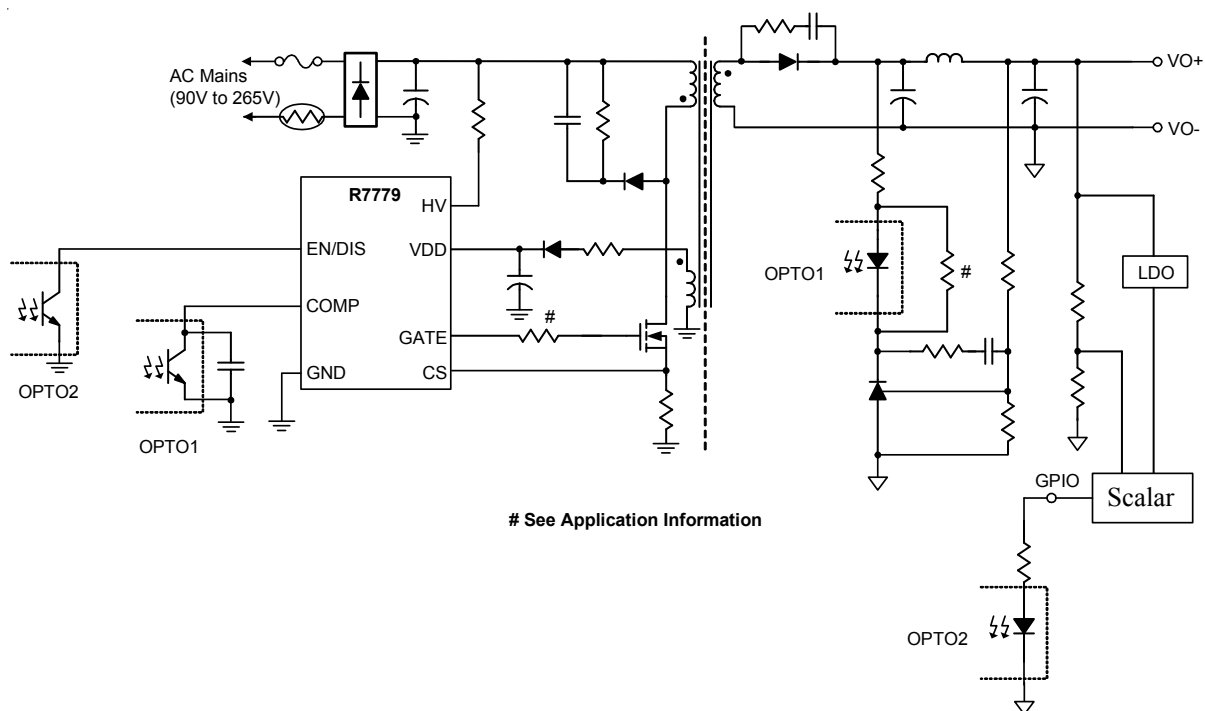 AC Mains
(90V to 265V)
VO+
VO-
R7779
HV
EN/DIS
VDD
COMP
GATE
GND
CS
#
OPTO2
OPTO1
OPTO1
#
LDO
GPIO
Scalar
# See Application Information
OPTO2